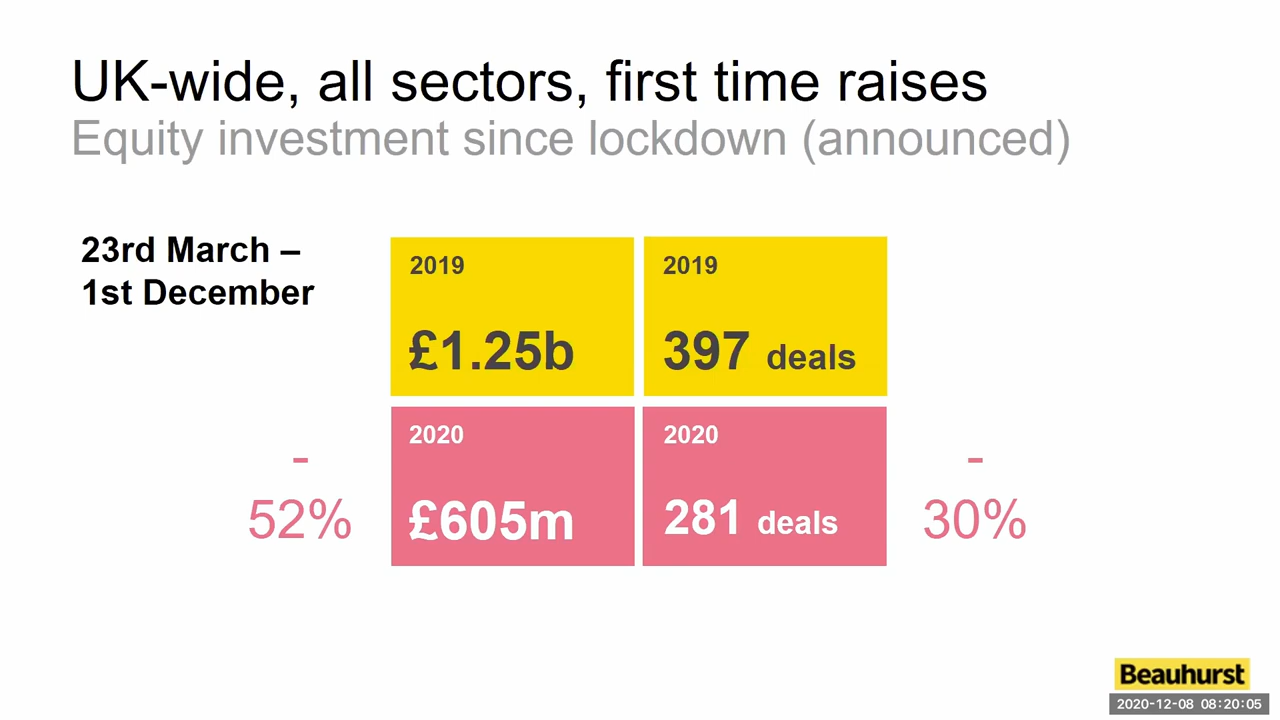 UK-wide, all sectors, first time raises
Equity investment since lockdown (announced)
23rd March –
1st December
2019
£1.25b
2019
397 deals
-
52%
2020
£605m
2020
281 deals
-
30%
Beauhurst
2020-12-08 08:20:05